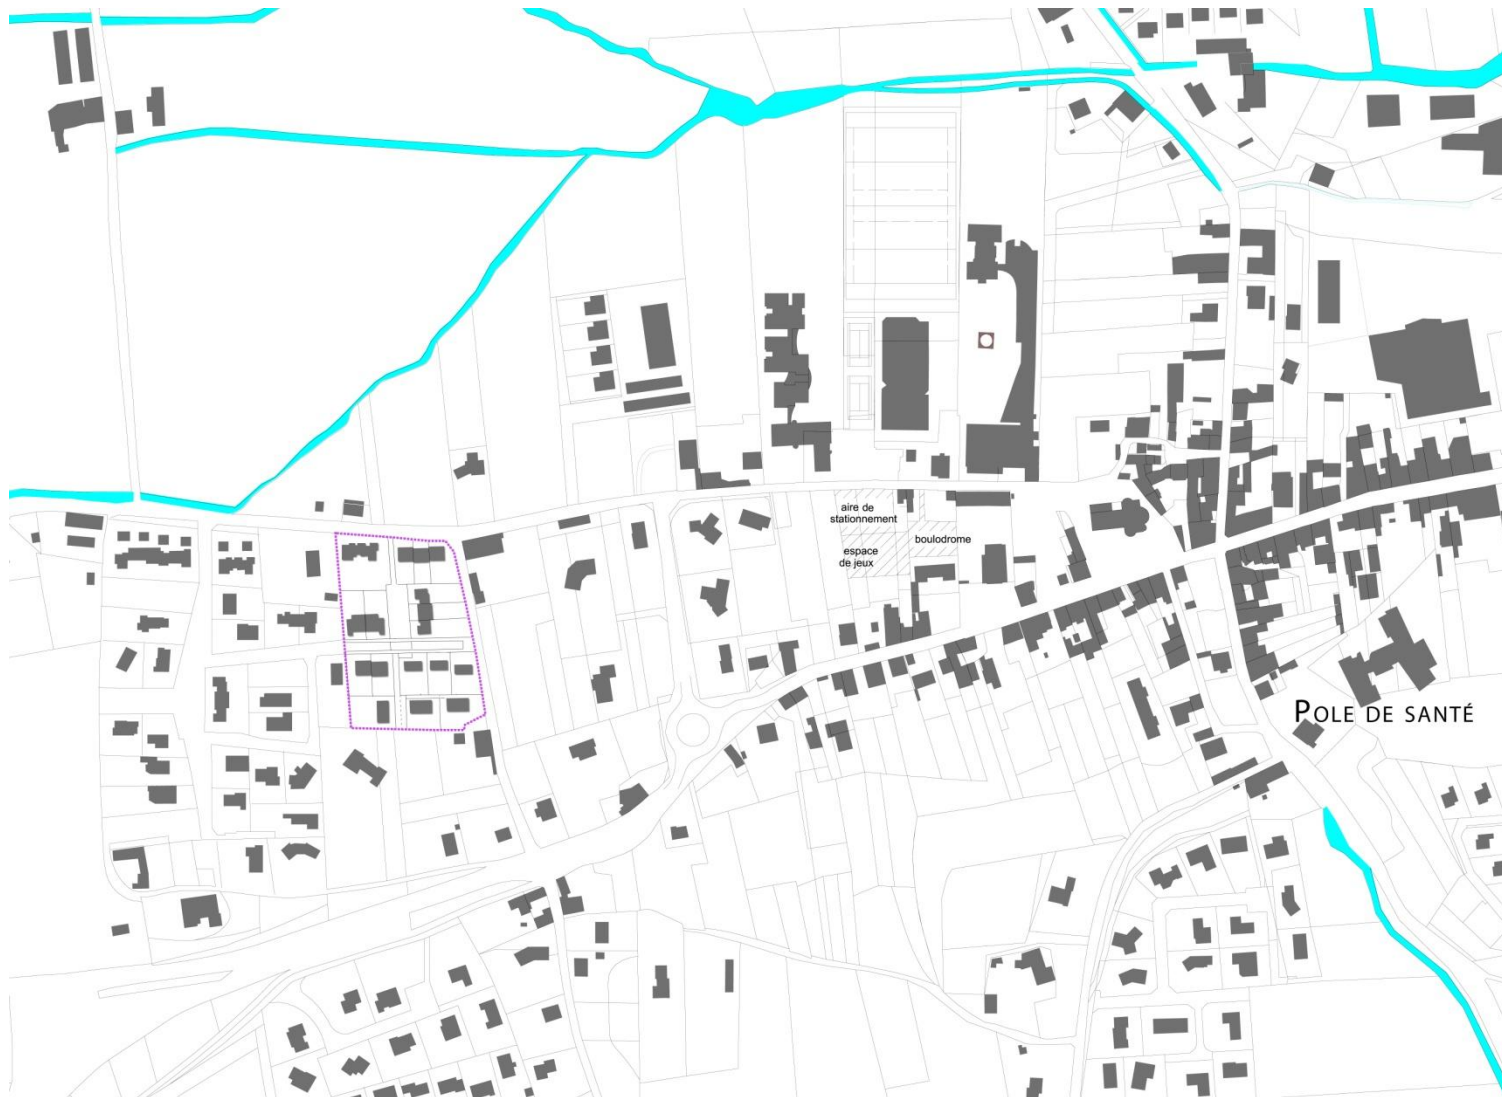 aire de
stationnement
boulodrome
espace
de jeux
POLE DE SANTÉ